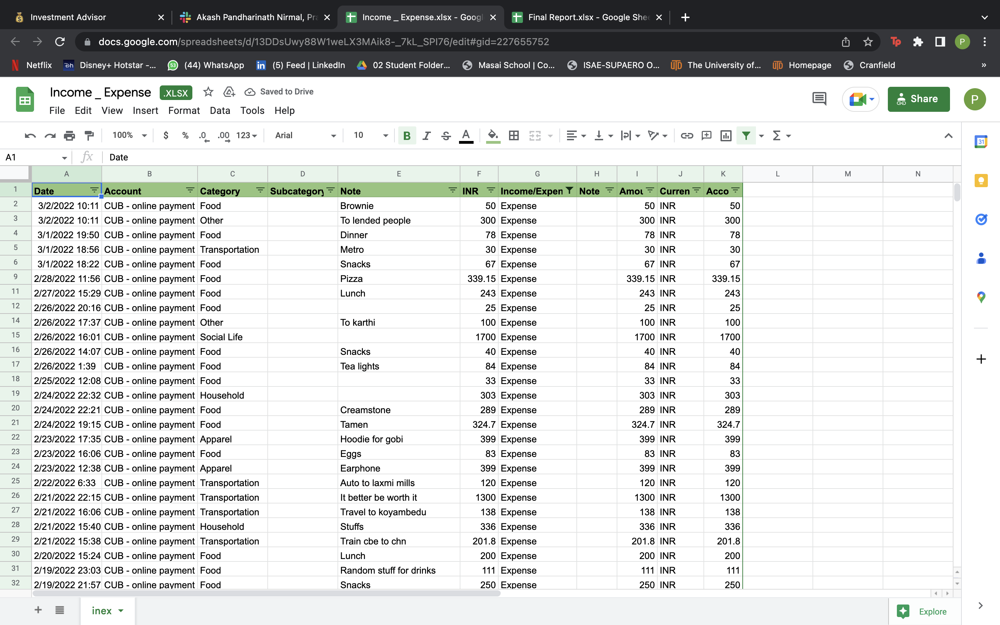 Investment Advisor Akash Pandharinath Nirmal, Pra Income _ Expense.xlsx - Googl Final Report.xlsx - Google Shee
docs.google.com/spreadsheets/d/13DDsUwy88W1weLX3MAik8-_7kL_SPI76/edit#gid=227655752 Tp P
Netflix Disney+ Hotstar -... 53 (44) WhatsApp (5) Feed | LinkedIn 02 Student Folder... Masai School | Co... ISAE-SUPAERO O... The University of... Homepage Cranfield »
Income _ Expense .XLSX Saved to Drive
Share P
File Edit View Insert Format Data Tools Help
100% $ % .0 .00 123 Arial 10 B I S A Σ 31
A1 fx Date
A B C D E F G H I J K L M N
1 Date Account Category Subcategory Note INR Income/Expen Note Amou Curren Acco
2 3/2/2022 10:11 CUB - online payment Food Brownie 50 Expense 50 INR 50
3 3/2/2022 10:11 CUB - online payment Other To lended people 300 Expense 300 INR 300
4 3/1/2022 19:50 CUB - online payment Food Dinner 78 Expense 78 INR 78
5 3/1/2022 18:56 CUB - online payment Transportation Metro 30 Expense 30 INR 30
6 3/1/2022 18:22 CUB - online payment Food Snacks 67 Expense 67 INR 67
9 2/28/2022 11:56 CUB - online payment Food Pizza 339.15 Expense 339.15 INR 339.15
11 2/27/2022 15:29 CUB - online payment Food Lunch 243 Expense 243 INR 243
12 2/26/2022 20:16 CUB - online payment Food 25 Expense 25 INR 25
14 2/26/2022 17:37 CUB - online payment Other To karthi 100 Expense 100 INR 100
15 2/26/2022 16:01 CUB - online payment Social Life 1700 Expense 1700 INR 1700
16 2/26/2022 14:07 CUB - online payment Food Snacks 40 Expense 40 INR 40
17 2/26/2022 1:39 CUB - online payment Food Tea lights 84 Expense 84 INR 84
18 2/25/2022 12:08 CUB - online payment Food 33 Expense 33 INR 33
19 2/24/2022 22:32 CUB - online payment Household 303 Expense 303 INR 303
20 2/24/2022 22:21 CUB - online payment Food Creamstone 289 Expense 289 INR 289
21 2/24/2022 19:15 CUB - online payment Food Tamen 324.7 Expense 324.7 INR 324.7
22 2/23/2022 17:35 CUB - online payment Apparel Hoodie for gobi 399 Expense 399 INR 399
23 2/23/2022 16:06 CUB - online payment Food Eggs 83 Expense 83 INR 83
24 2/23/2022 12:38 CUB - online payment Apparel Earphone 399 Expense 399 INR 399
25 2/22/2022 6:33 CUB - online payment Transportation Auto to laxmi mills 120 Expense 120 INR 120
26 2/21/2022 22:15 CUB - online payment Transportation It better be worth it 1300 Expense 1300 INR 1300
27 2/21/2022 16:06 CUB - online payment Transportation Travel to koyambedu 138 Expense 138 INR 138
28 2/21/2022 15:40 CUB - online payment Household Stuffs 336 Expense 336 INR 336
29 2/21/2022 15:38 CUB - online payment Transportation Train cbe to chn 201.8 Expense 201.8 INR 201.8
30 2/20/2022 15:24 CUB - online payment Food Lunch 200 Expense 200 INR 200
31 2/19/2022 23:03 CUB - online payment Food Random stuff for drinks 111 Expense 111 INR 111
32 2/19/2022 21:57 CUB - online payment Food Snacks 250 Expense 250 INR 250
inex Explore